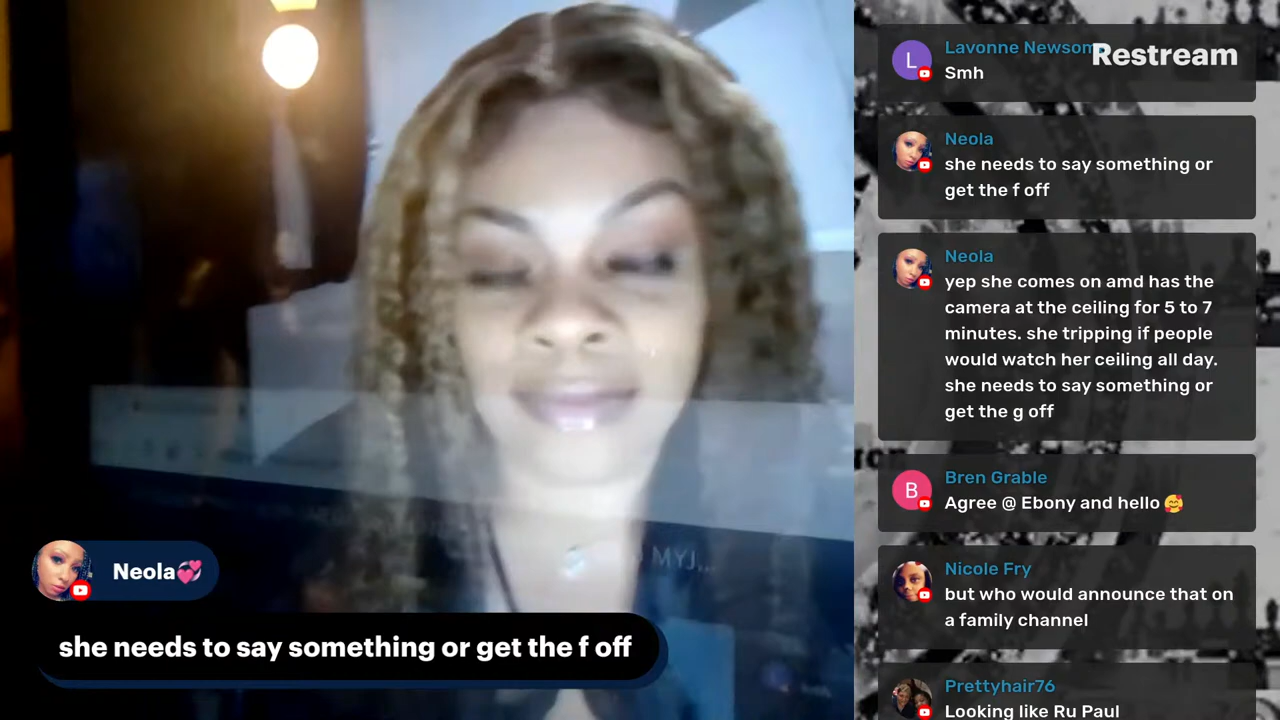 Lavonne Newsom
Restream
Smh
Neola
she needs to say something or
get the f off
Neola
yep she comes on amd has the
camera at the ceiling for 5 to 7
minutes. she tripping if people
would watch her ceiling all day.
she needs to say something or
get the g off
B
Bren Grable
Agree @ Ebony and hello 🥰
Nicole Fry
but who would announce that on
a family channel
Prettyhair76
Looking like Ru Paul
L
MYJ...
Neola💞
she needs to say something or get the f off